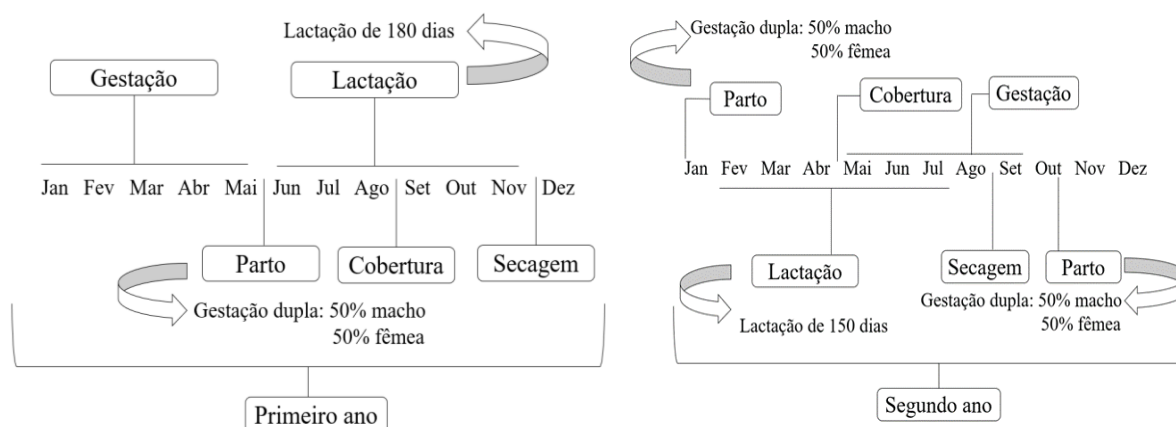 Lactação de 180 dias
Gestação
Lactação
Jan Fev Mar Abr Mai Jun Jul Ago Set Out Nov Dez
Parto
Cobertura
Secagem
Gestação dupla: 50% macho
50% fêmea
Primeiro ano
Gestação dupla: 50% macho
50% fêmea
Parto
Cobertura
Gestação
Jan Fev Mar Abr Mai Jun Jul Ago Set Out Nov Dez
Lactação
Secagem
Parto
Lactação de 150 dias
Gestação dupla: 50% macho
50% fêmea
Segundo ano